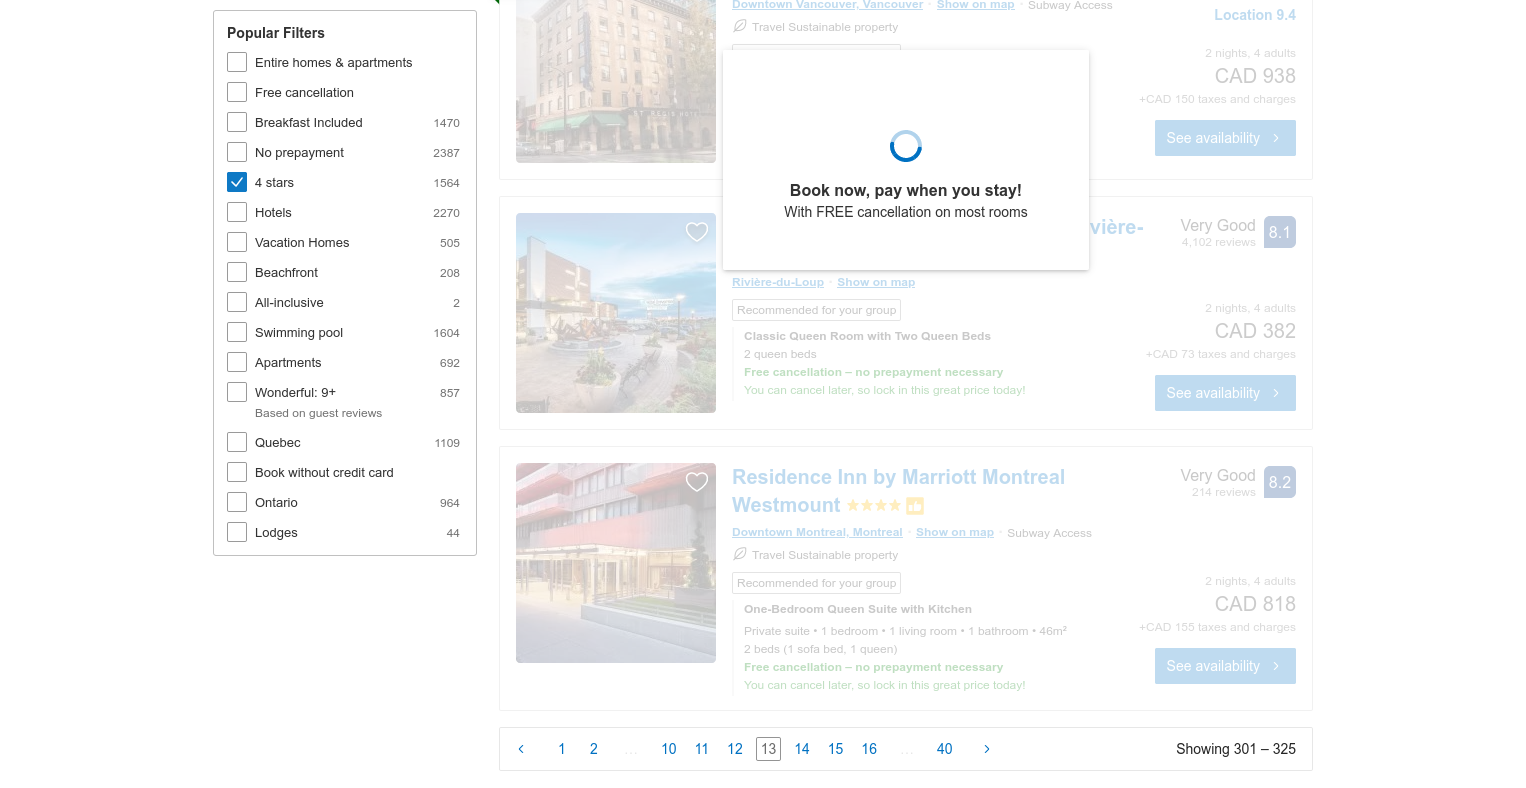 Popular Filters
Entire homes & apartments
Free cancellation
Breakfast Included 1470
No prepayment 2387
4 stars 1564
Hotels 2270
Vacation Homes 505
Beachfront 208
All-inclusive 2
Swimming pool 1604
Apartments 692
Wonderful: 9+ 857
Based on guest reviews
Quebec 1109
Book without credit card
Ontario 964
Lodges 44
Downtown Vancouver, Vancouver · Show on map · Subway Access
Location 9.4
Travel Sustainable property
2 nights, 4 adults
CAD 938
+CAD 150 taxes and charges
See availability
Book now, pay when you stay!
With FREE cancellation on most rooms
ST REGIS HOTEL
vière-
Very Good 8.1
4,102 reviews
Rivière-du-Loup · Show on map
Recommended for your group
Classic Queen Room with Two Queen Beds
2 queen beds
Free cancellation – no prepayment necessary
You can cancel later, so lock in this great price today!
2 nights, 4 adults
CAD 382
+CAD 73 taxes and charges
See availability
Residence Inn by Marriott Montreal
Westmount
Very Good 8.2
214 reviews
Downtown Montreal, Montreal · Show on map · Subway Access
Travel Sustainable property
Recommended for your group
One-Bedroom Queen Suite with Kitchen
Private suite • 1 bedroom • 1 living room • 1 bathroom • 46m²
2 beds (1 sofa bed, 1 queen)
Free cancellation – no prepayment necessary
You can cancel later, so lock in this great price today!
2 nights, 4 adults
CAD 818
+CAD 155 taxes and charges
See availability
1 2 … 10 11 12 13 14 15 16 … 40
Showing 301 – 325